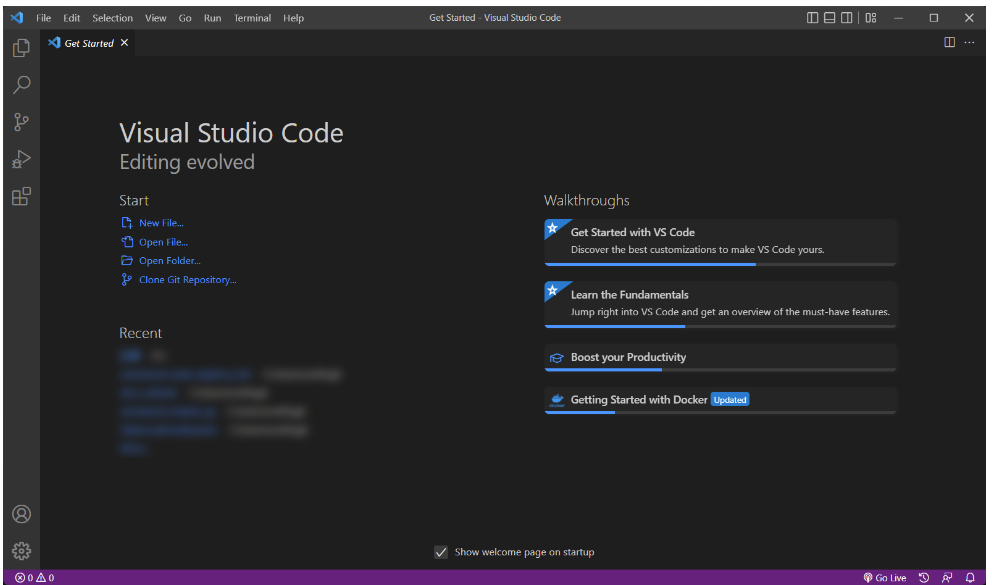 File Edit Selection View Go Run Terminal Help
Get Started - Visual Studio Code
Get Started
Visual Studio Code
Editing evolved
Start
New File...
Open File...
Open Folder...
Clone Git Repository...
Recent
Walkthroughs
Get Started with VS Code
Discover the best customizations to make VS Code yours.
Learn the Fundamentals
Jump right into VS Code and get an overview of the must-have features.
Boost your Productivity
Getting Started with Docker Updated
Show welcome page on startup
0 0
Go Live